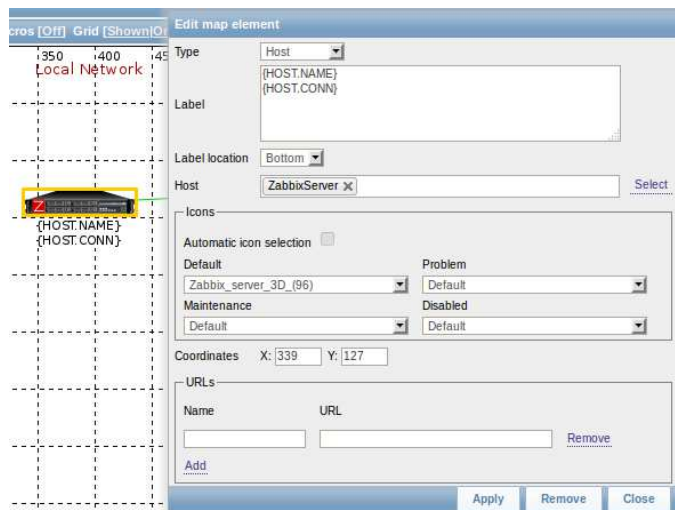 cros [Off] Grid [Shown|O
350 400 45
Local Network
{HOST.NAME}
{HOST.CONN}
Edit map element
Type Host
Label {HOST.NAME}
{HOST.CONN}
Label location Bottom
Host ZabbixServer Select
Icons
Automatic icon selection
Default Problem
Zabbix_server_3D_(96) Default
Maintenance Disabled
Default Default
Coordinates X: 339 Y: 127
URLs
Name URL
Remove
Add
Apply Remove Close